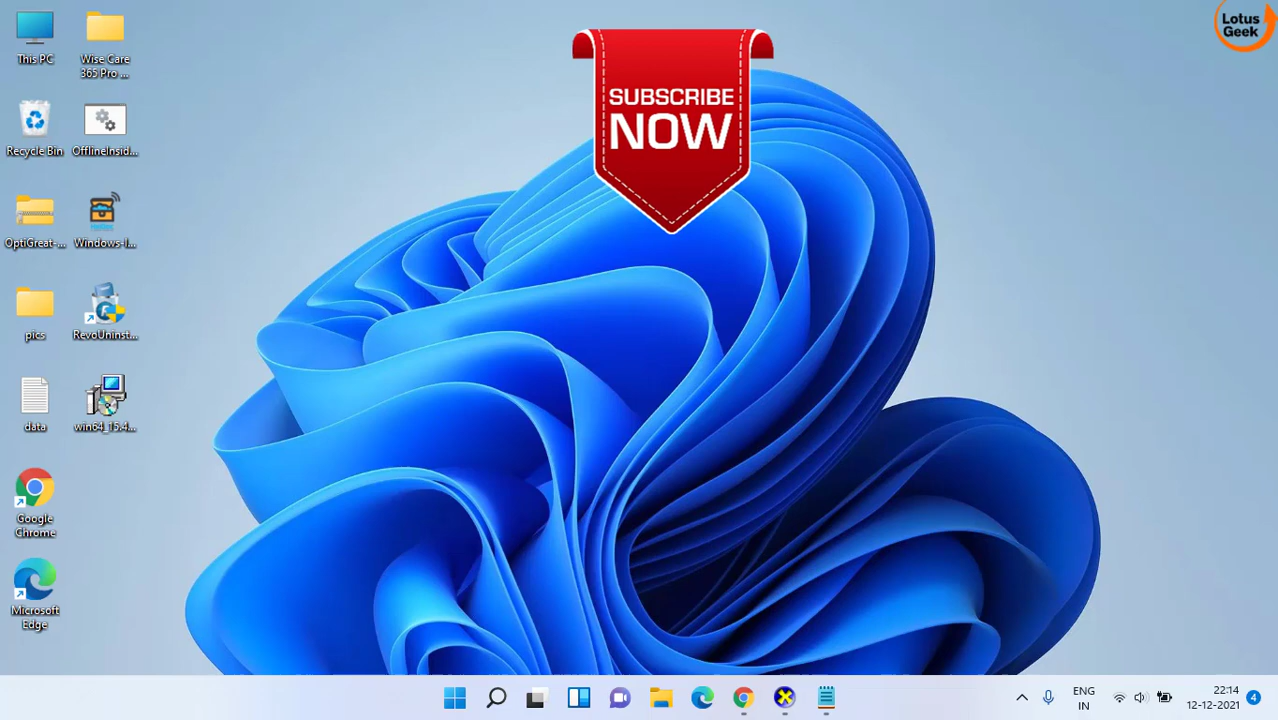 This PC
Wise Care
365 Pro ...
Recycle Bin
OfflineInsid...
OptiGreat-...
Windows-I...
pics
RevoUninst...
data
win64_15.4...
Google
Chrome
Microsoft
Edge
SUBSCRIBE
NOW
Lotus
Geek
ENG
IN
22:14
12-12-2021
4